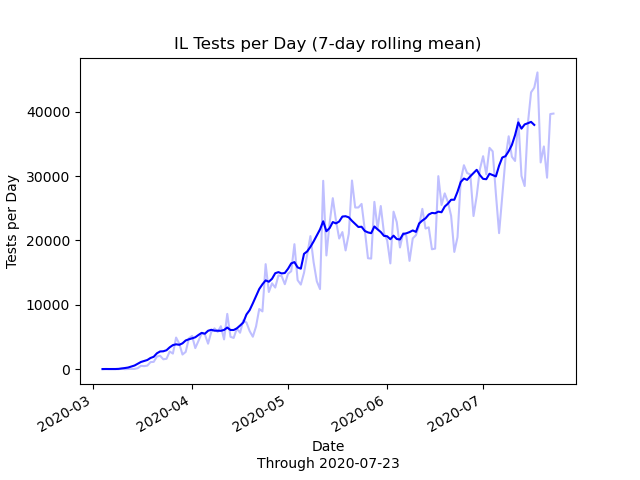 IL Tests per Day (7-day rolling mean)
Tests per Day
40000
30000
20000
10000
0
2020-03
2020-04
2020-05
2020-06
2020-07
Date
Through 2020-07-23